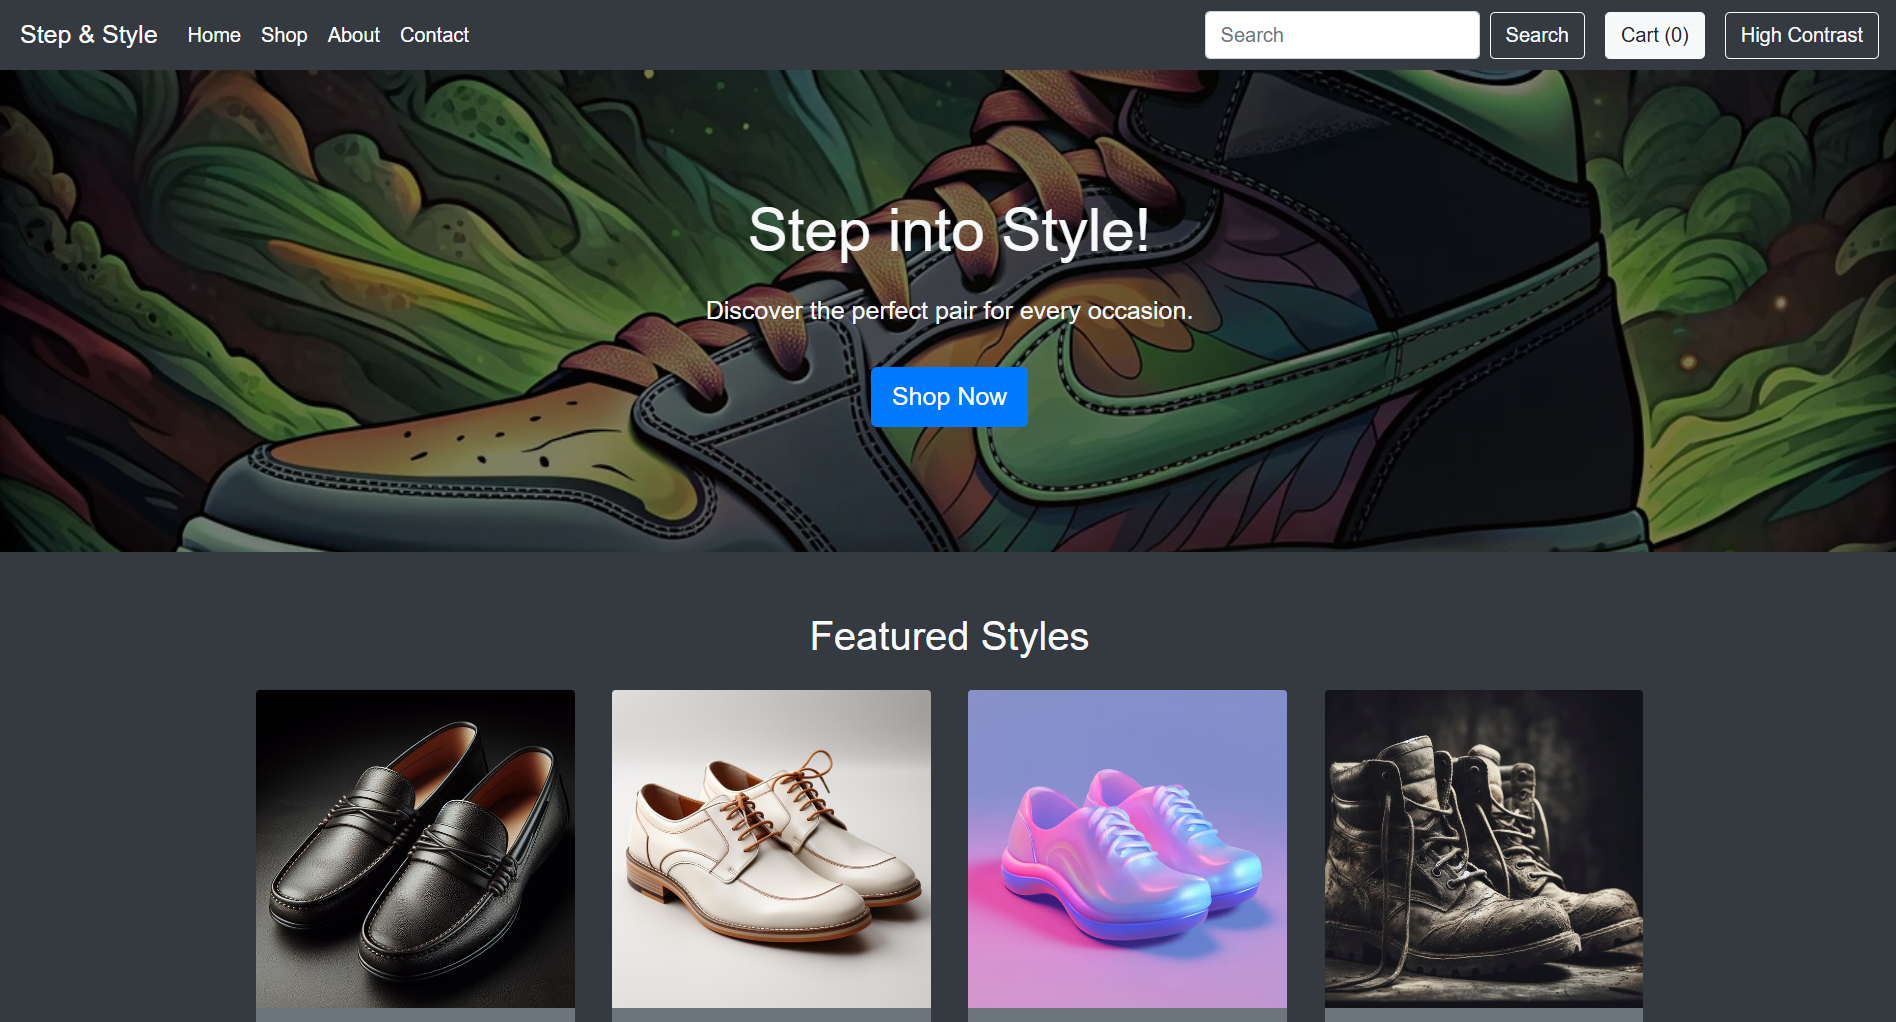 Step & Style Home Shop About Contact Search Search Cart (0) High Contrast
Step into Style!
Discover the perfect pair for every occasion.
Shop Now
Featured Styles